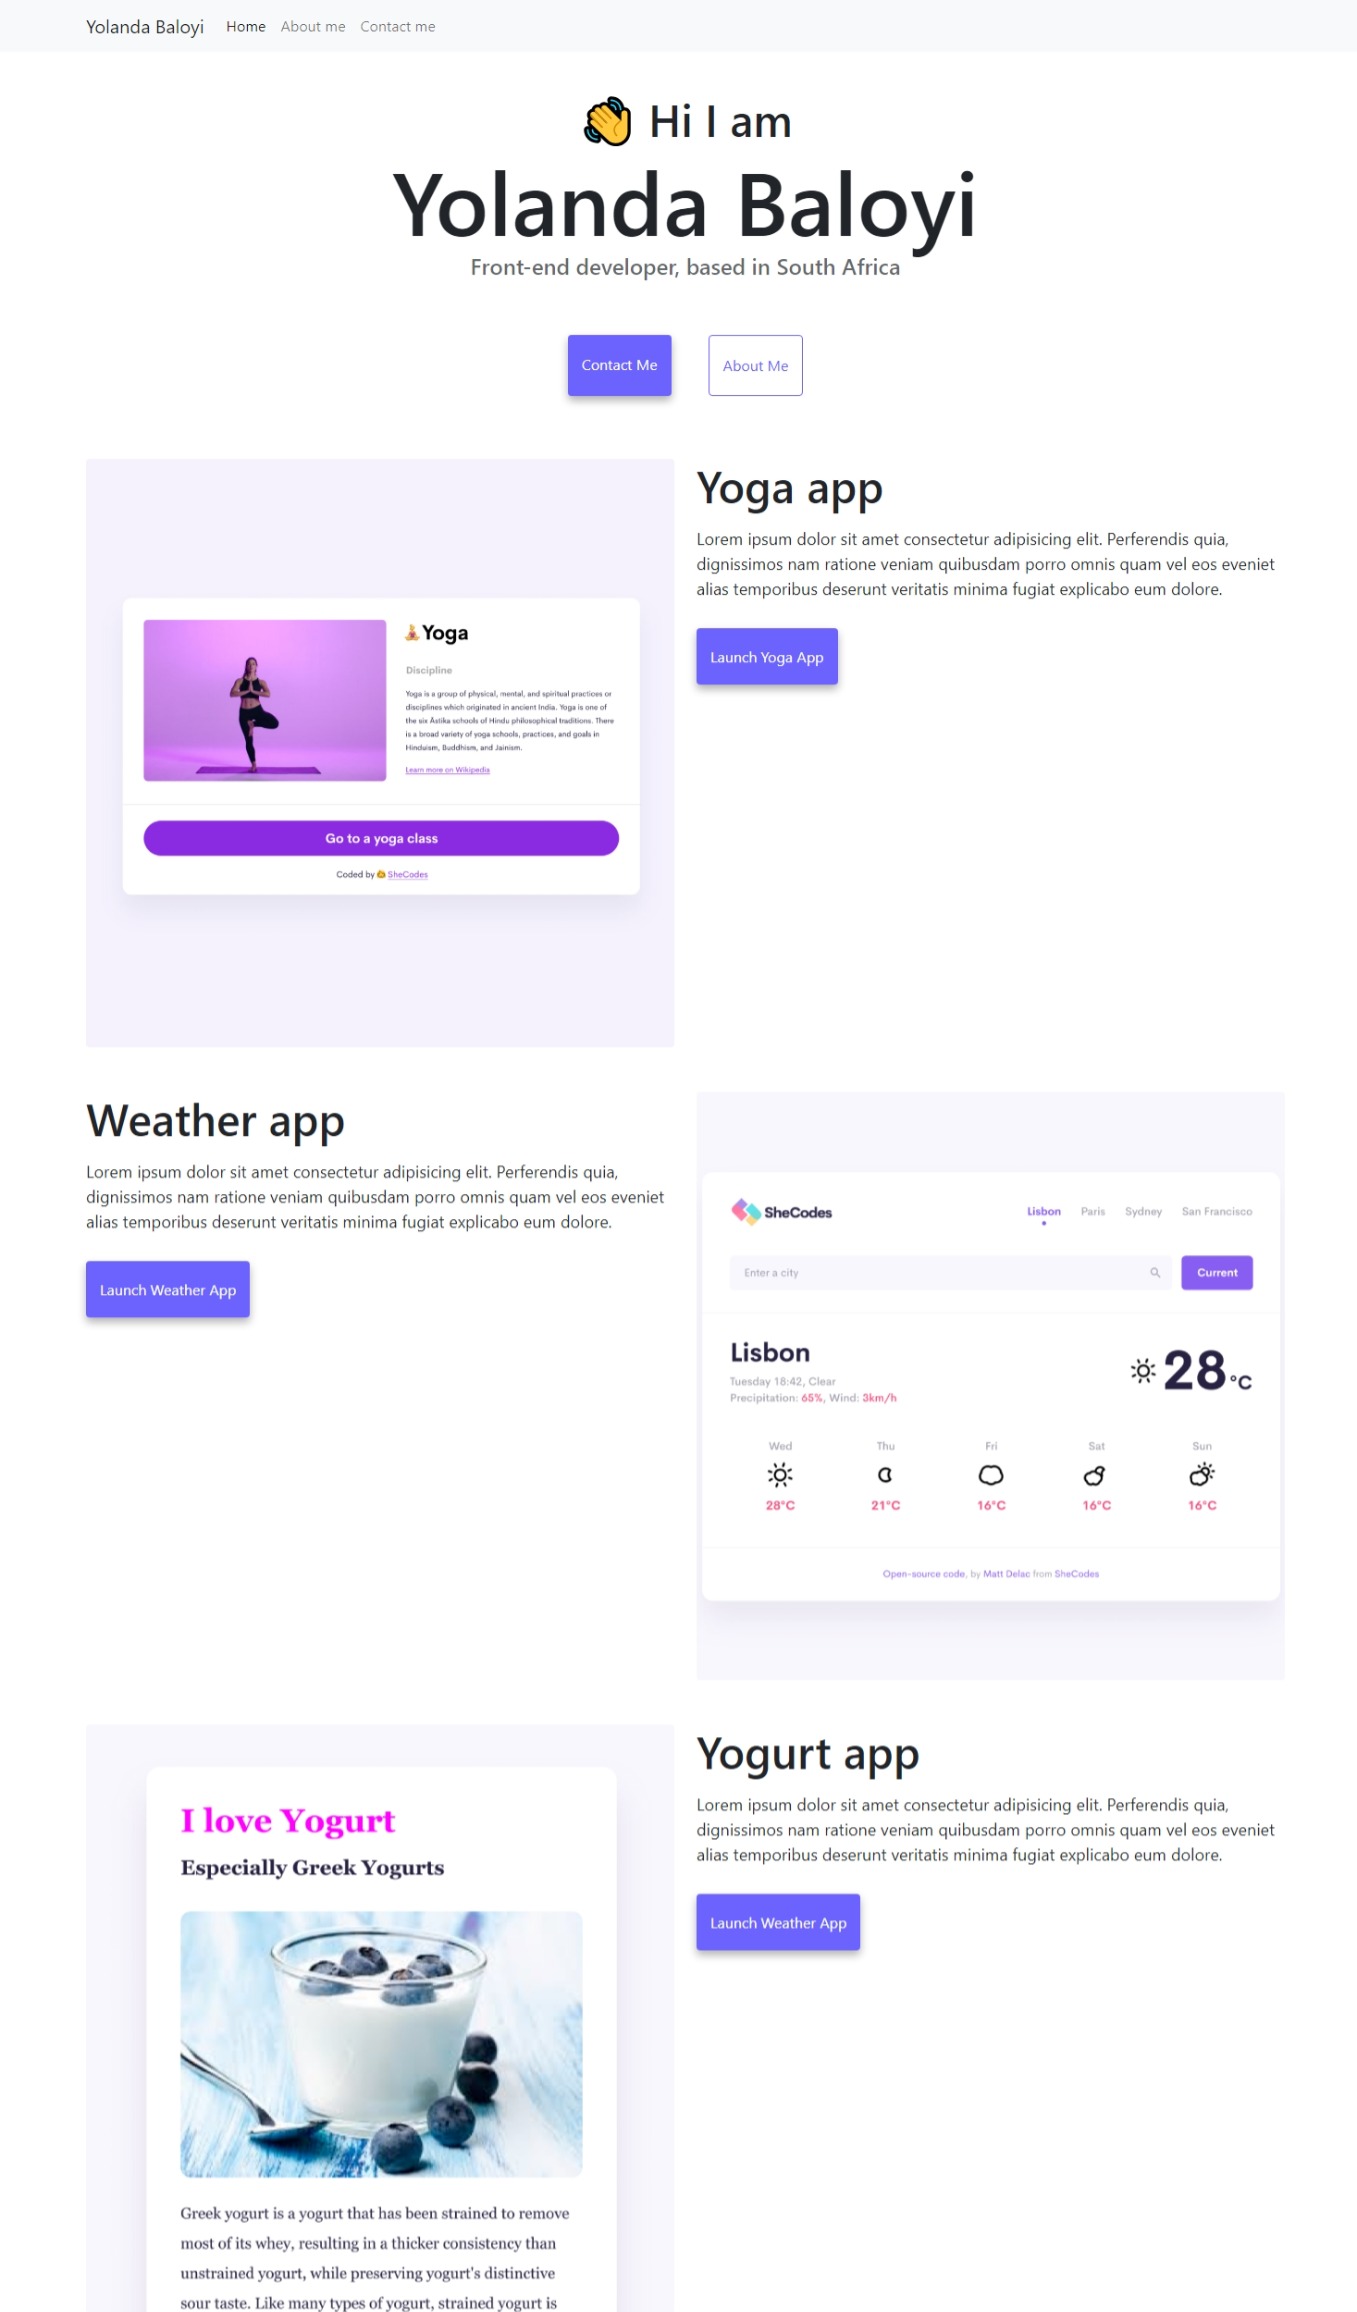 Yolanda Baloyi Home About me Contact me
Hi I am
Yolanda Baloyi
Front-end developer, based in South Africa
Contact Me
About Me
Yoga
Discipline
Yoga is a group of physical, mental, and spiritual practices or
disciplines which originated in ancient India. Yoga is one of
the six Āstika schools of Hindu philosophical traditions. There
is a broad variety of yoga schools, practices, and goals in
Hinduism, Buddhism, and Jainism.
Learn more on Wikipedia
Go to a yoga class
Coded by SheCodes
Yoga app
Lorem ipsum dolor sit amet consectetur adipisicing elit. Perferendis quia,
dignissimos nam ratione veniam quibusdam porro omnis quam vel eos eveniet
alias temporibus deserunt veritatis minima fugiat explicabo eum dolore.
Launch Yoga App
Weather app
Lorem ipsum dolor sit amet consectetur adipisicing elit. Perferendis quia,
dignissimos nam ratione veniam quibusdam porro omnis quam vel eos eveniet
alias temporibus deserunt veritatis minima fugiat explicabo eum dolore.
Launch Weather App
SheCodes
Lisbon Paris Sydney San Francisco
Enter a city
Current
Lisbon
Tuesday 18:42, Clear
Precipitation: 65%, Wind: 3km/h
28°C
Wed Thu Fri Sat Sun
28°C 21°C 16°C 16°C 16°C
Open-source code, by Matt Delac from SheCodes
I love Yogurt
Especially Greek Yogurts
Greek yogurt is a yogurt that has been strained to remove
most of its whey, resulting in a thicker consistency than
unstrained yogurt, while preserving yogurt's distinctive
sour taste. Like many types of yogurt, strained yogurt is
Yogurt app
Lorem ipsum dolor sit amet consectetur adipisicing elit. Perferendis quia,
dignissimos nam ratione veniam quibusdam porro omnis quam vel eos eveniet
alias temporibus deserunt veritatis minima fugiat explicabo eum dolore.
Launch Weather App